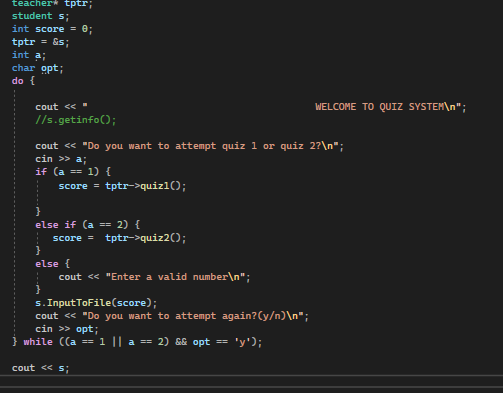 teacher* tptr;
student s;
int score = 0;
tptr = &s;
int a;
char opt;
do {
cout << "                                        WELCOME TO QUIZ SYSTEM\n";
//s.getinfo();
cout << "Do you want to attempt quiz 1 or quiz 2?\n";
cin >> a;
if (a == 1) {
score = tptr->quiz1();
}
else if (a == 2) {
score =  tptr->quiz2();
}
else {
cout << "Enter a valid number\n";
}
s.InputToFile(score);
cout << "Do you want to attempt again?(y/n)\n";
cin >> opt;
} while ((a == 1 || a == 2) && opt == 'y');
cout << s;